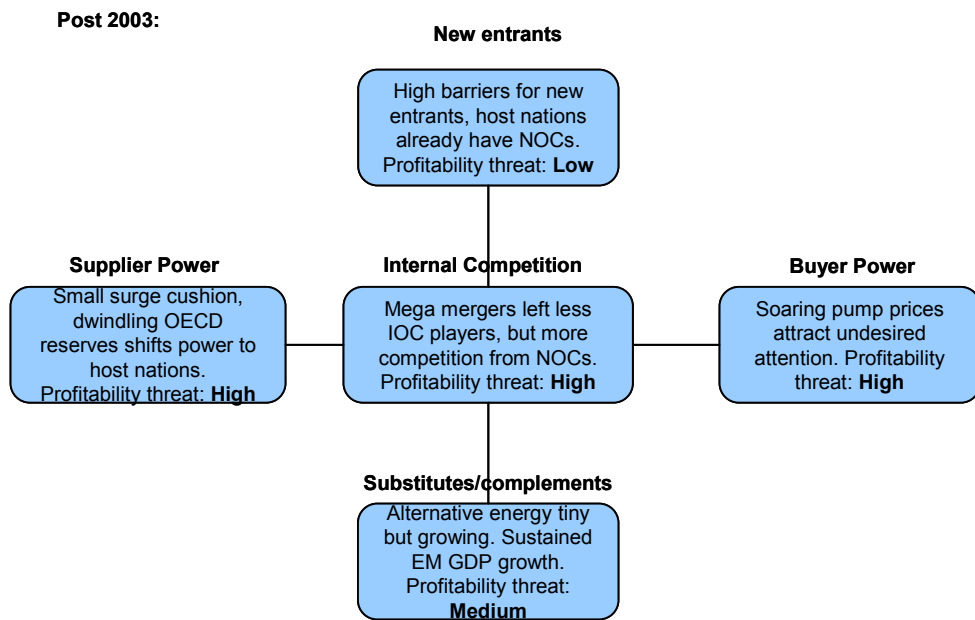 Post 2003:
New entrants
High barriers for new
entrants, host nations
already have NOCs.
Profitability threat: Low
Supplier Power
Small surge cushion,
dwindling OECD
reserves shifts power to
host nations.
Profitability threat: High
Internal Competition
Mega mergers left less
IOC players, but more
competition from NOCs.
Profitability threat: High
Buyer Power
Soaring pump prices
attract undesired
attention. Profitability
threat: High
Substitutes/complements
Alternative energy tiny
but growing. Sustained
EM GDP growth.
Profitability threat:
Medium